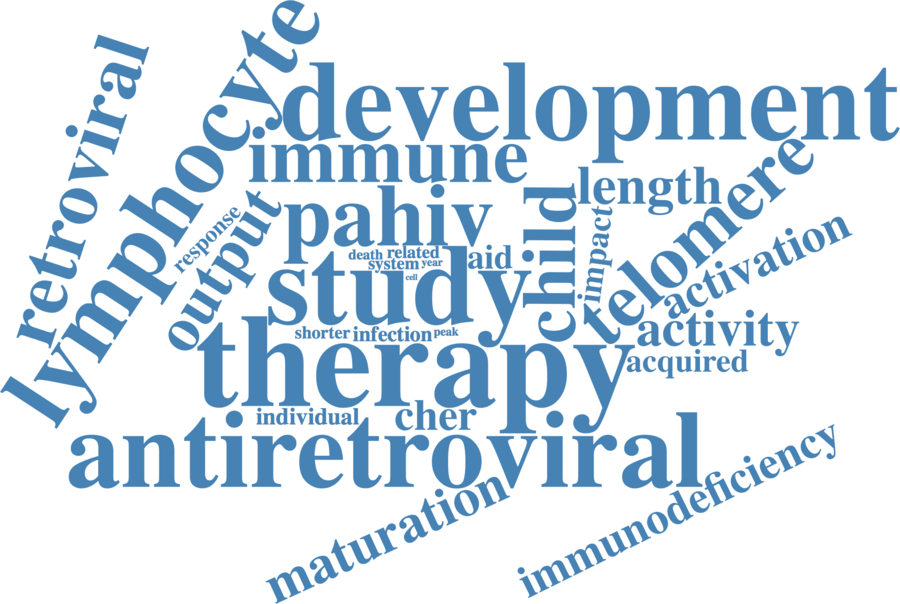 retroviral
lymphocyte
development
immune
length
telomere
pahiv
child
response
output
impact
activation
death
related
aid
system
year
cell
study
shorter
infection
peak
activity
therapy
acquired
individual
cher
antiretroviral
maturation
immunodeficiency